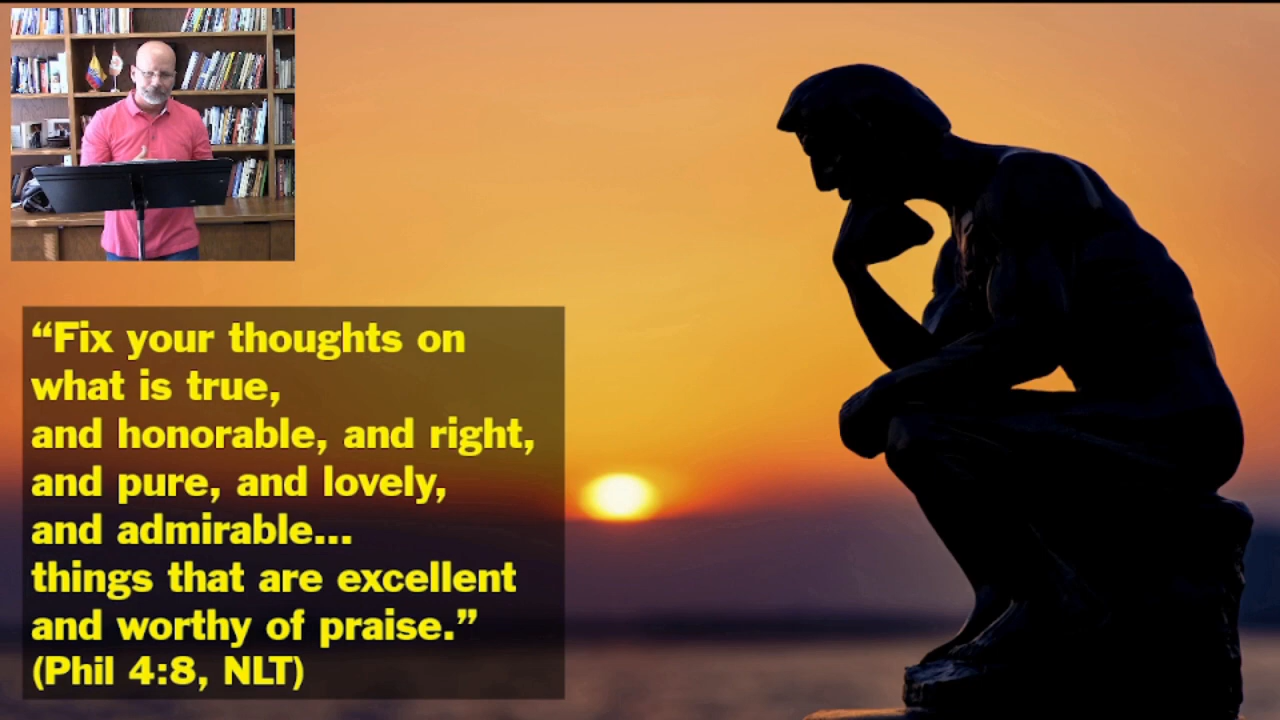 “Fix your thoughts on
what is true,
and honorable, and right,
and pure, and lovely,
and admirable...
things that are excellent
and worthy of praise.”
(Phil 4:8, NLT)